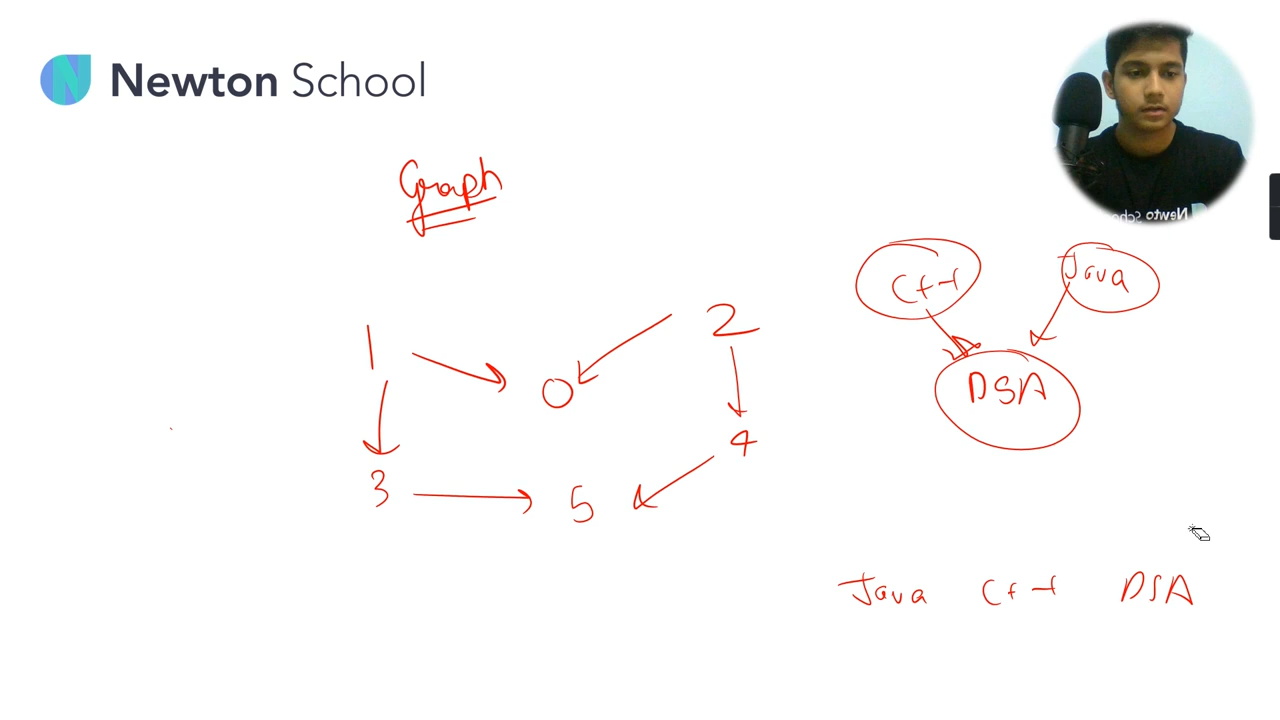 Newton School
Graph
C++ Java
1 0 2
DSA
3 5 4
Java C++ DSA